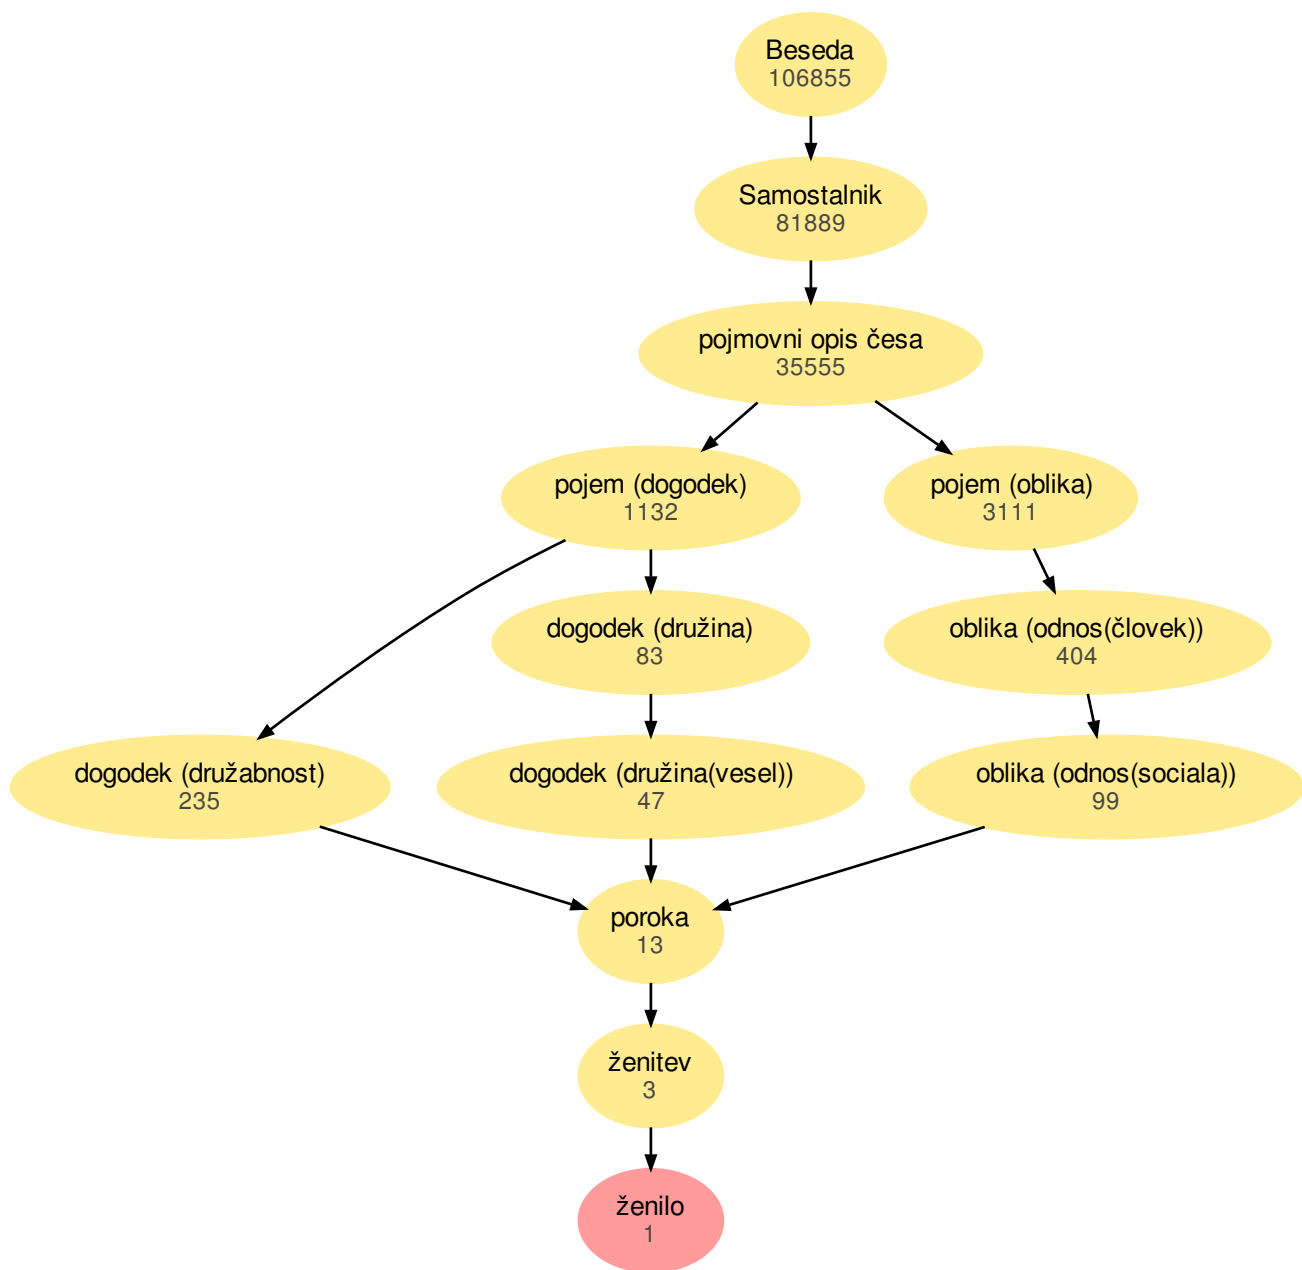 Beseda
106855
Samostalnik
81889
pojmovni opis česa
35555
pojem (dogodek)
1132
pojem (oblika)
3111
dogodek (družina)
83
oblika (odnos(človek))
404
dogodek (družabnost)
235
dogodek (družina(vesel))
47
oblika (odnos(sociala))
99
poroka
13
ženitev
3
ženilo
1